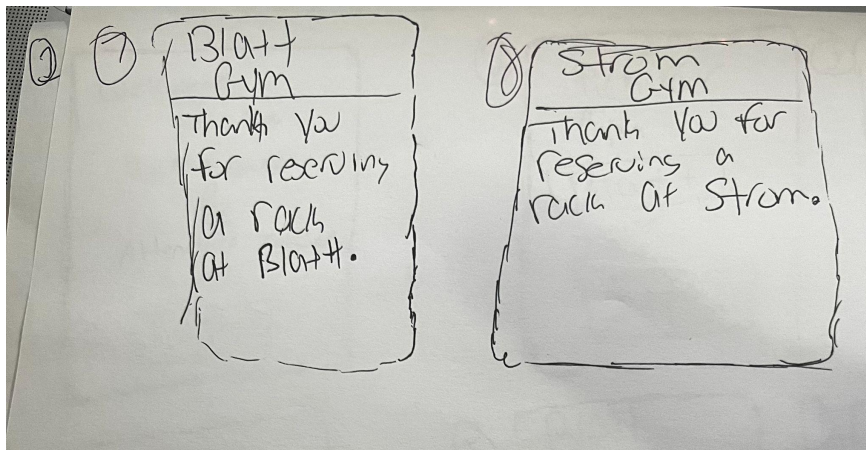 2
7
Blatt
Gym
Thank You
for reserving
a rack
at Blatt.
8
Strom
Gym
Thank You for
reserving a
rack at Strom.